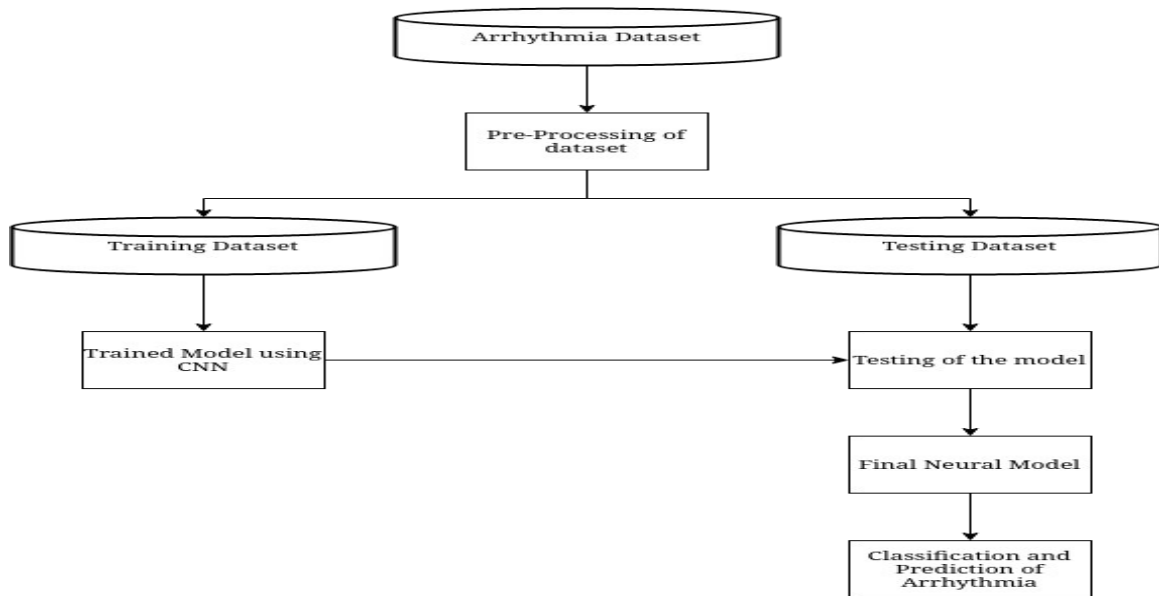 Arrhythmia Dataset
Pre-Processing of
dataset
Training Dataset
Testing Dataset
Trained Model using
CNN
Testing of the model
Final Neural Model
Classification and
Prediction of
Arrhythmia